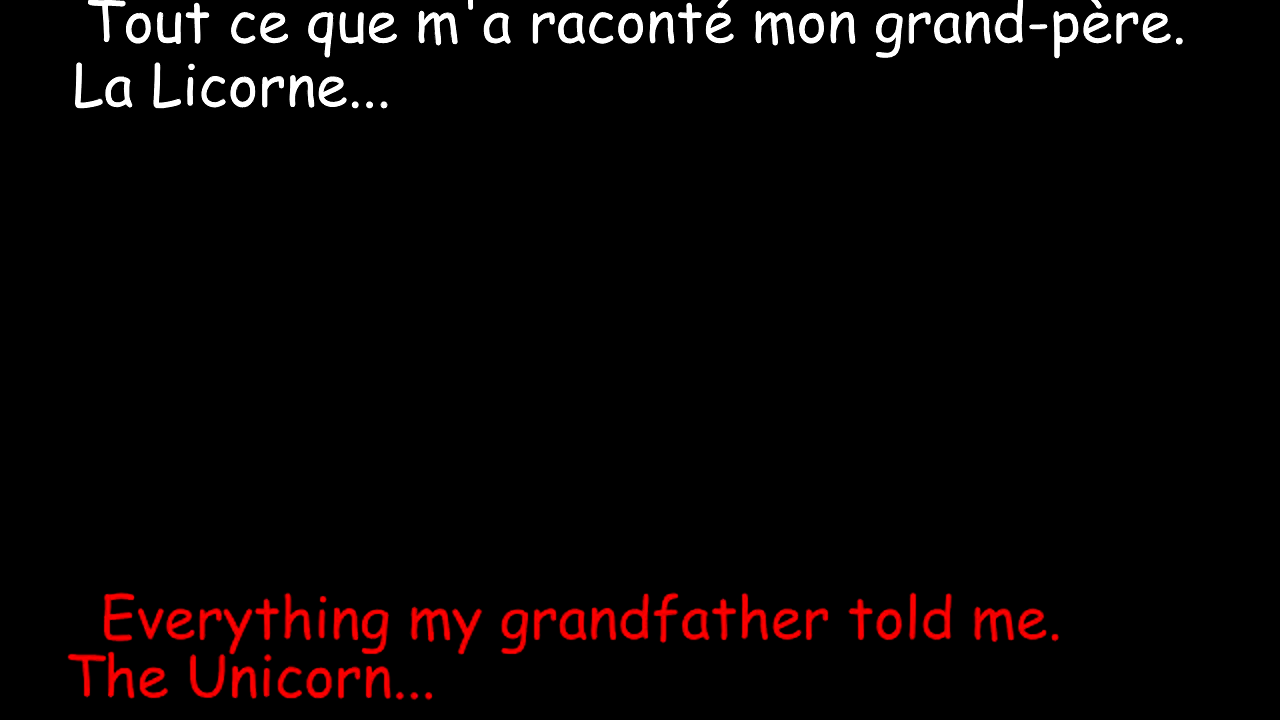 Tout ce que m'a raconté mon grand-père.
La Licorne...
Everything my grandfather told me.
The Unicorn...